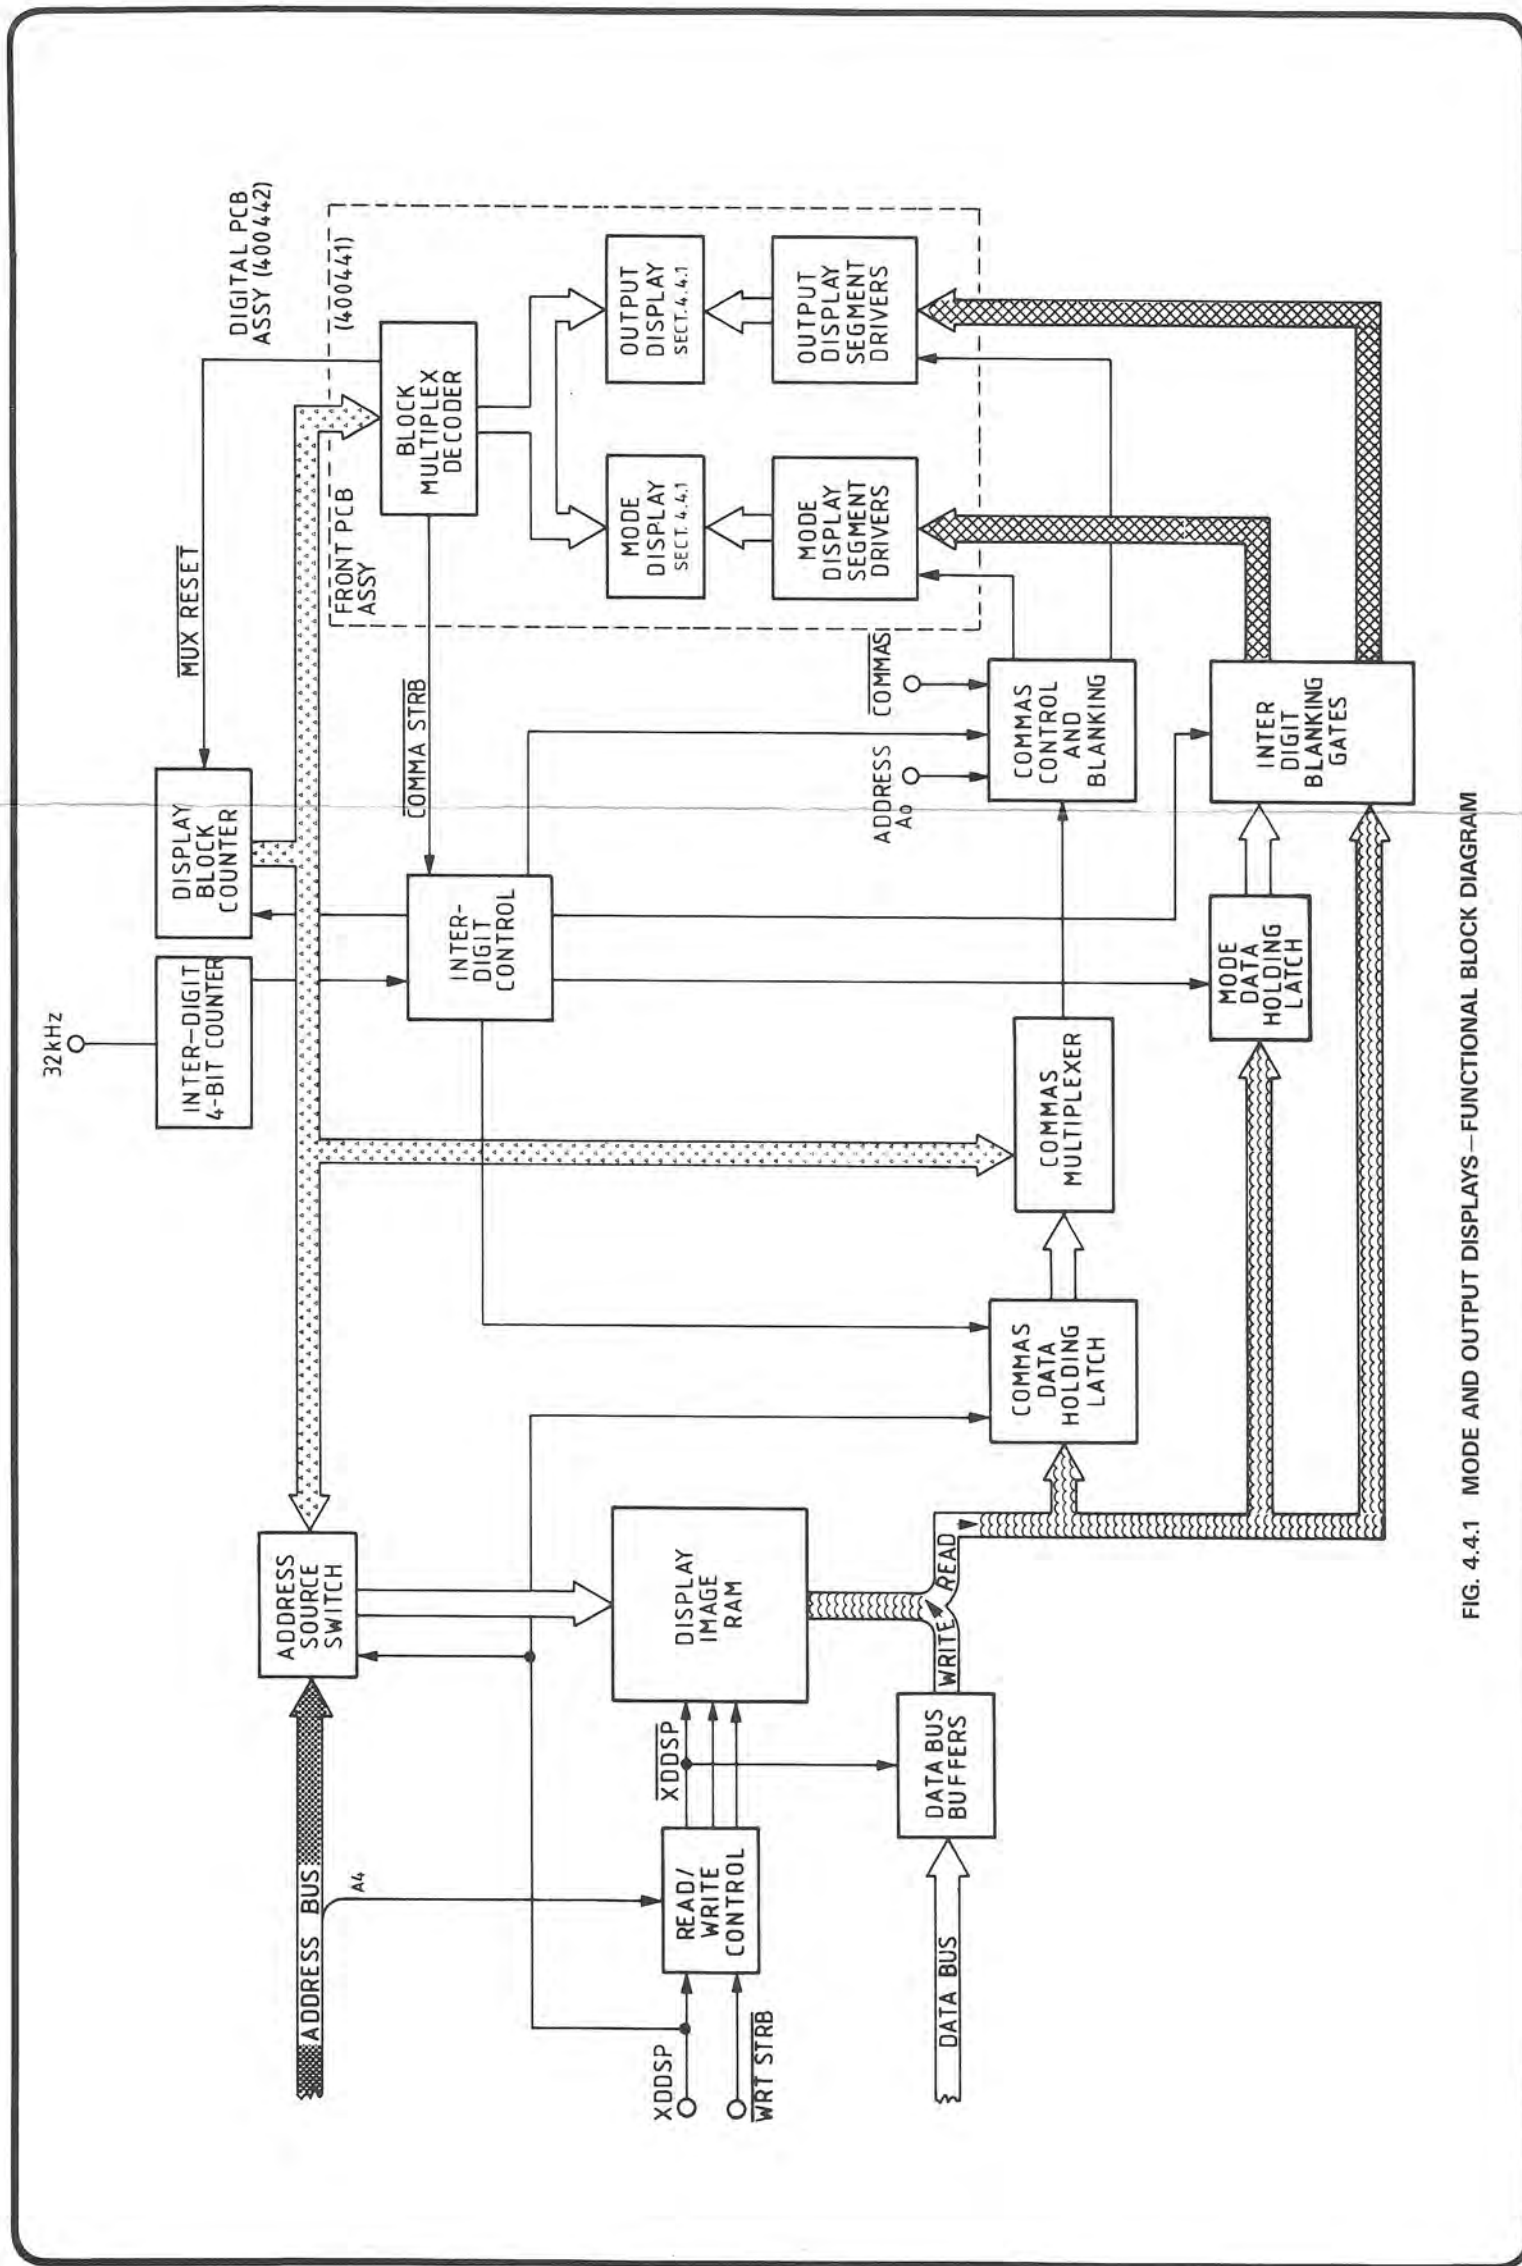 32kHz
INTER-DIGIT
4-BIT COUNTER
DISPLAY
BLOCK
COUNTER
MUX RESET
DIGITAL PCB
ASSY (400442)
ADDRESS BUS
A4
ADDRESS
SOURCE
SWITCH
FRONT PCB
ASSY
(400441)
BLOCK
MULTIPLEX
DECODER
INTER-
DIGIT
CONTROL
COMMA STRB
MODE
DISPLAY
SECT. 4.4.1
OUTPUT
DISPLAY
SECT. 4.4.1
XDDSP
WRT STRB
READ/
WRITE
CONTROL
XDDSP
DISPLAY
IMAGE
RAM
MODE
DISPLAY
SEGMENT
DRIVERS
OUTPUT
DISPLAY
SEGMENT
DRIVERS
DATA BUS
DATA BUS
BUFFERS
WRITE
READ
ADDRESS
A0
COMMAS
COMMAS
DATA
HOLDING
LATCH
COMMAS
MULTIPLEXER
COMMAS
CONTROL
AND
BLANKING
MODE
DATA
HOLDING
LATCH
INTER
DIGIT
BLANKING
GATES
FIG. 4.4.1 MODE AND OUTPUT DISPLAYS—FUNCTIONAL BLOCK DIAGRAM